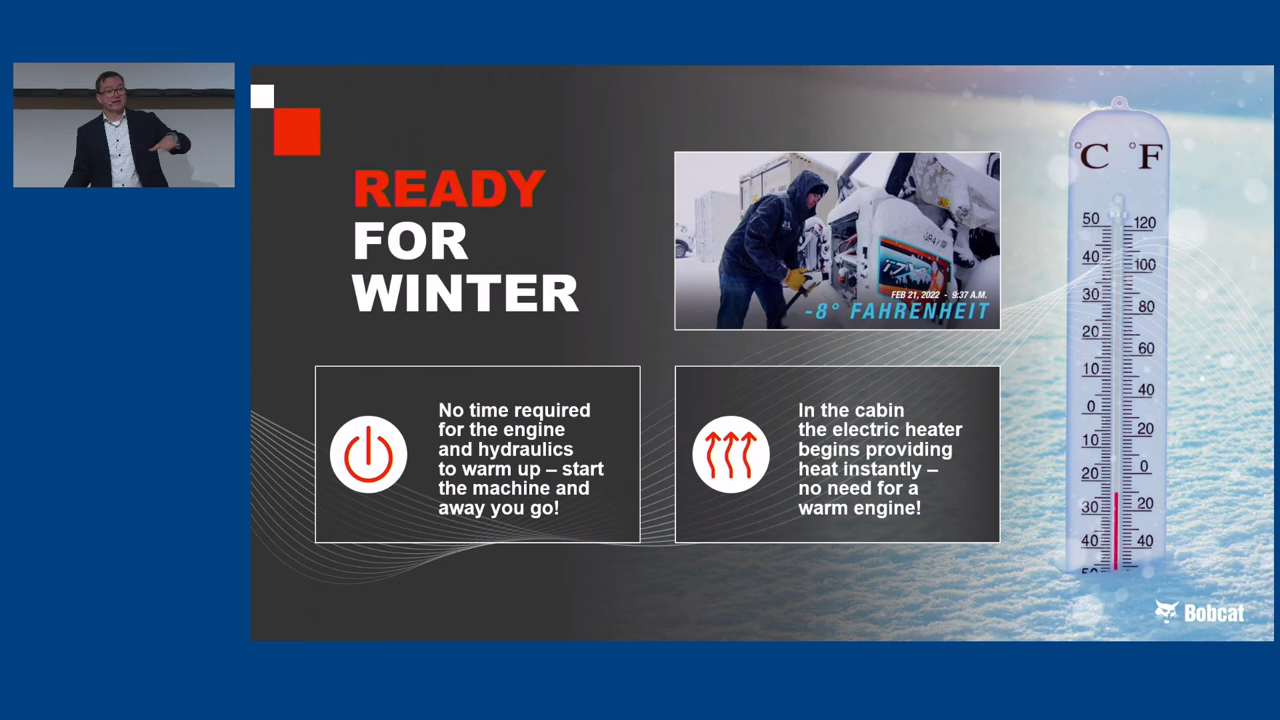 READY
FOR
WINTER
T7X
FEB 21, 2022 - 9:37 A.M.
-8° FAHRENHEIT
No time required
for the engine
and hydraulics
to warm up – start
the machine and
away you go!
In the cabin
the electric heater
begins providing
heat instantly –
no need for a
warm engine!
°C °F
50 120
40 100
30 80
20 60
10 40
0 20
10 0
20 20
30 40
40
50
Bobcat